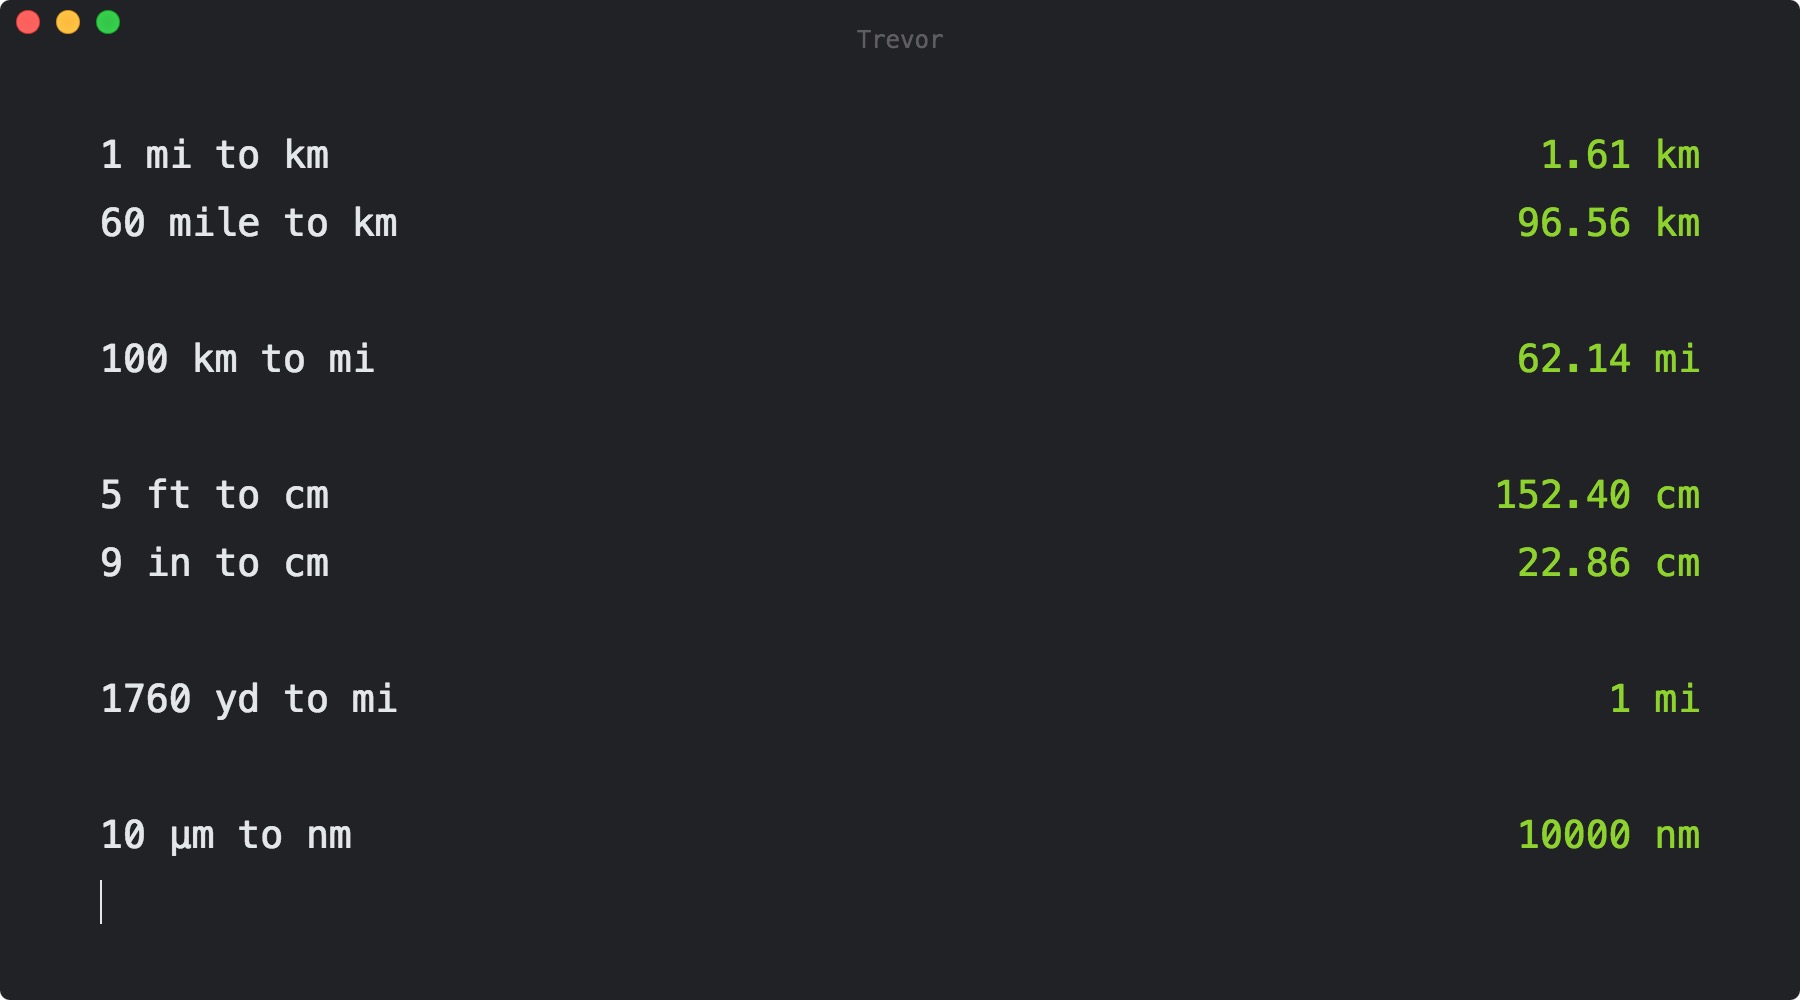 Trevor
1 mi to km 1.61 km
60 mile to km 96.56 km
100 km to mi 62.14 mi
5 ft to cm 152.40 cm
9 in to cm 22.86 cm
1760 yd to mi 1 mi
10 µm to nm 10000 nm